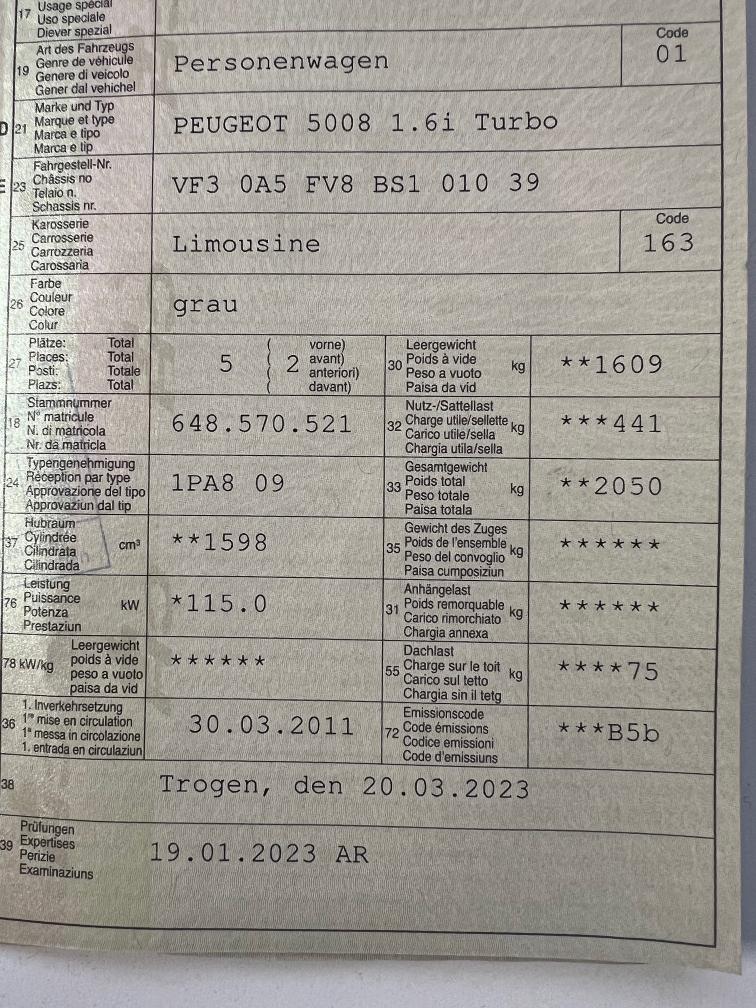 17 Usage spécial
Uso speciale
Diever spezial
19 Art des Fahrzeugs
Genre de véhicule
Genere di veicolo
Gener dal vehichel
Personenwagen
Code
01
D 21 Marke und Typ
Marque et type
Marca e tipo
Marca e tip
PEUGEOT 5008 1.6i Turbo
E 23 Fahrgestell-Nr.
Châssis no
Telaio n.
Schassis nr.
VF3 0A5 FV8 BS1 010 39
25 Karosserie
Carrosserie
Carrozzeria
Carossaria
Limousine
Code
163
26 Farbe
Couleur
Colore
Colur
grau
27 Plätze: Total
Places: Total
Posti: Totale
Plazs: Total
5 ( 2 vorne)
( avant)
( anteriori)
( davant)
30 Leergewicht
Poids à vide
Peso a vuoto
Paisa da vid
kg
**1609
18 Stammnummer
N° matricule
N. di matricola
Nr. da matricla
648.570.521
32 Nutz-/Sattellast
Charge utile/sellette
Carico utile/sella
Chargia utila/sella
kg
***441
24 Typengenehmigung
Réception par type
Approvazione del tipo
Approvaziun dal tip
1PA8 09
33 Gesamtgewicht
Poids total
Peso totale
Paisa totala
kg
**2050
37 Hubraum
Cylindrée
Cilindrata
Cilindrada
cm³
**1598
35 Gewicht des Zuges
Poids de l'ensemble
Peso del convoglio
Paisa cumposiziun
kg
******
76 Leistung
Puissance
Potenza
Prestaziun
kW
*115.0
31 Anhängelast
Poids remorquable
Carico rimorchiato
Chargia annexa
kg
******
78 kW/kg Leergewicht
poids à vide
peso a vuoto
paisa da vid
******
55 Dachlast
Charge sur le toit
Carico sul tetto
Chargia sin il tetg
kg
****75
36 1. Inverkehrsetzung
1re mise en circulation
1a messa in circolazione
1. entrada en circulaziun
30.03.2011
72 Emissionscode
Code émissions
Codice emissioni
Code d'emissiuns
***B5b
38 Trogen, den 20.03.2023
39 Prüfungen
Expertises
Perizie
Examinaziuns
19.01.2023 AR